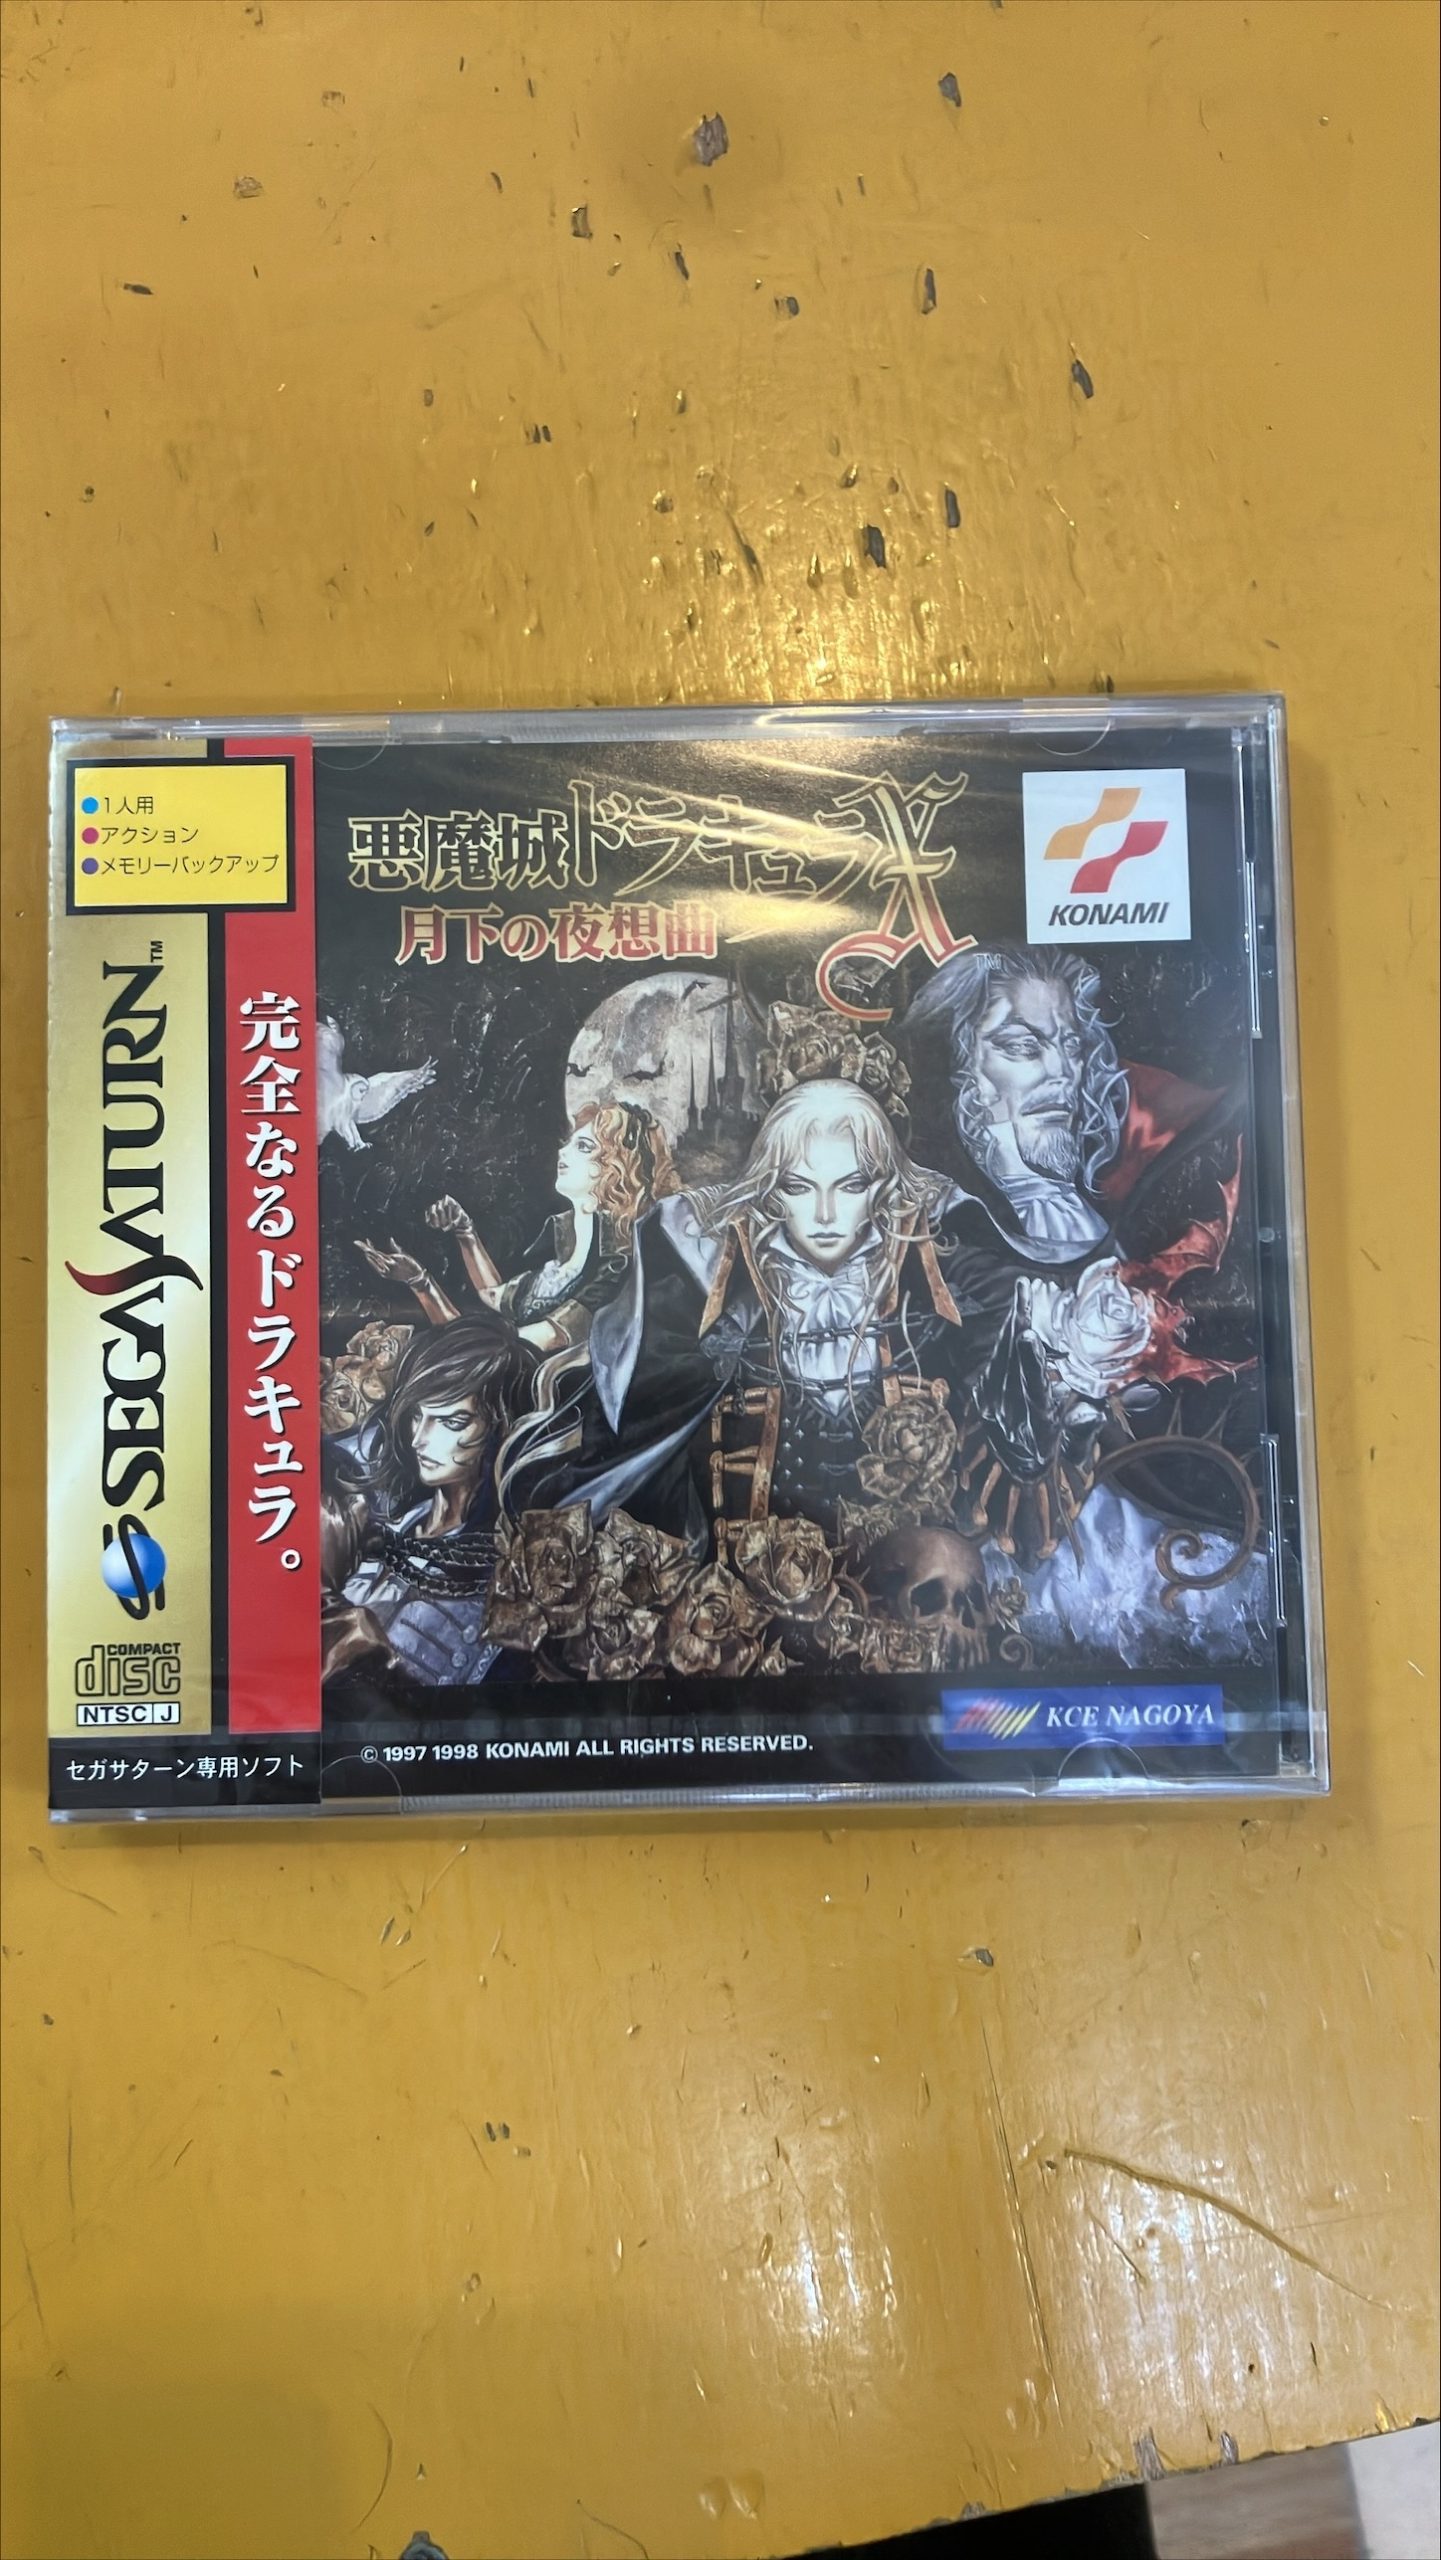 1人用
アクション
メモリーバックアップ
SEGA SATURN™
COMPACT
disc
NTSC J
セガサターン専用ソフト
完全なるドラキュラ。
悪魔城ドラキュラX
月下の夜想曲
TM
KONAMI
KCE NAGOYA
© 1997 1998 KONAMI ALL RIGHTS RESERVED.